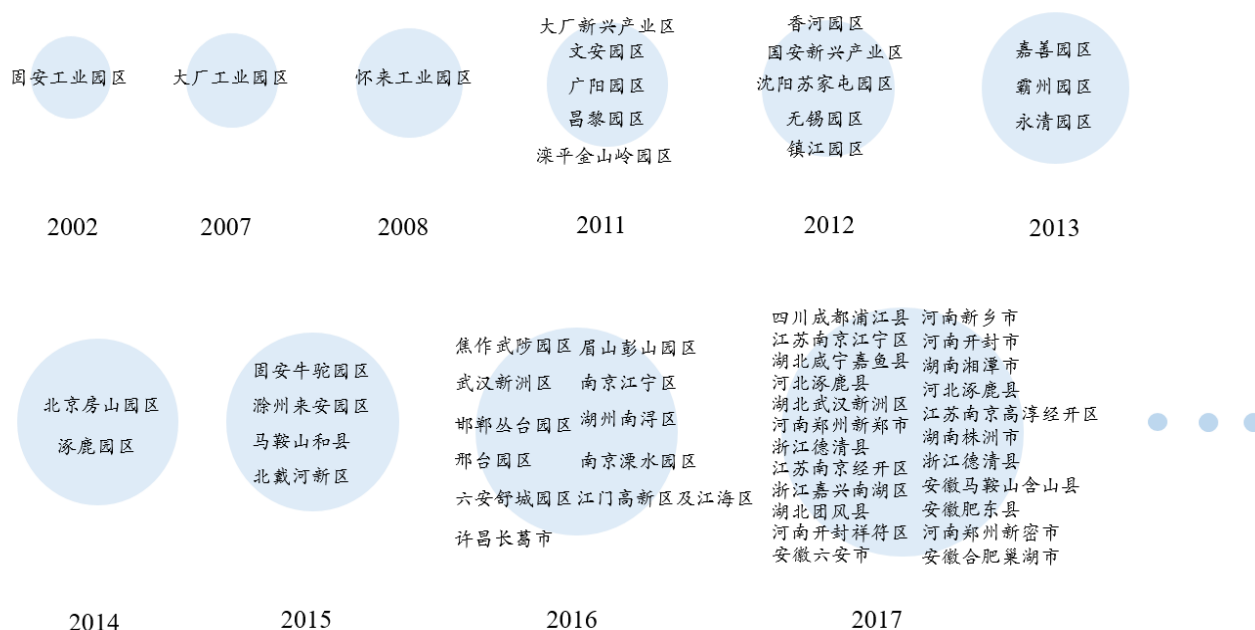 固安工业园区
2002
大厂工业园区
2007
怀来工业园区
2008
大厂新兴产业区
文安园区
广阳园区
昌黎园区
滦平金山岭园区
2011
香河园区
国安新兴产业区
沈阳苏家屯园区
无锡园区
镇江园区
2012
嘉善园区
霸州园区
永清园区
2013
北京房山园区
涿鹿园区
2014
固安牛驼园区
滁州来安园区
马鞍山和县
北戴河新区
2015
焦作武陟园区
武汉新洲区
邯郸丛台园区
邢台园区
六安舒城园区
许昌长葛市
眉山彭山园区
南京江宁区
湖州南浔区
南京溧水园区
江门高新区及江海区
2016
四川成都浦江县
江苏南京江宁区
湖北咸宁嘉鱼县
河北涿鹿县
湖北武汉新洲区
河南郑州新郑市
浙江德清县
江苏南京经开区
浙江嘉兴南湖区
湖北团风县
河南开封祥符区
安徽六安市
河南新乡市
河南开封市
湖南湘潭市
河北涿鹿县
江苏南京高淳经开区
湖南株洲市
浙江德清县
安徽马鞍山含山县
安徽肥东县
河南郑州新密市
安徽合肥巢湖市
2017